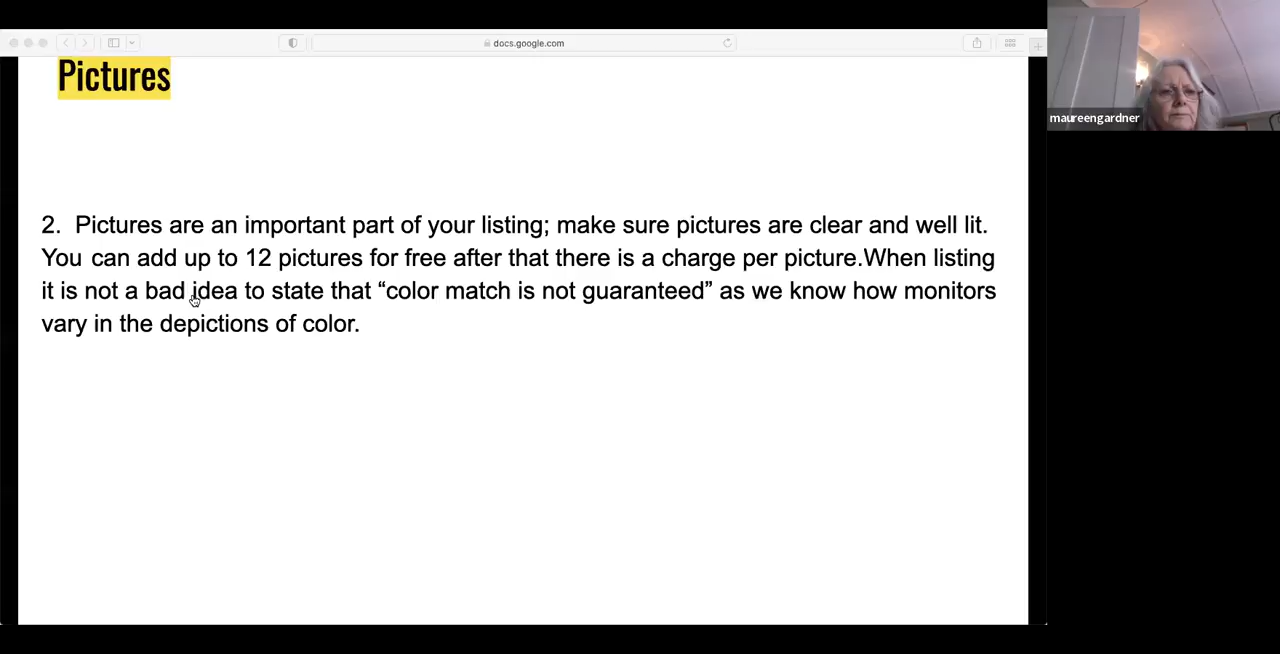 docs.google.com
Pictures
maureengardner
2. Pictures are an important part of your listing; make sure pictures are clear and well lit.
You can add up to 12 pictures for free after that there is a charge per picture.When listing
it is not a bad idea to state that “color match is not guaranteed” as we know how monitors
vary in the depictions of color.